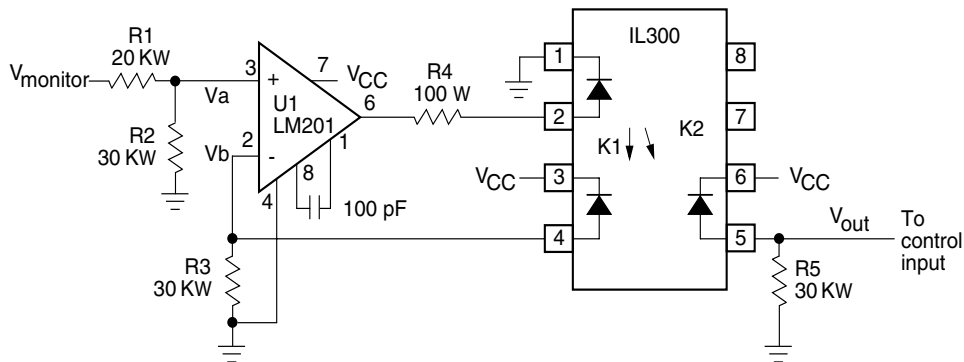 R1
20 KW
Vmonitor
3
+
7
VCC
Va
U1
LM201
6
R4
100 W
R2
30 KW
2
Vb
-
1
8
4
100 pF
R3
30 KW
IL300
1
8
2
7
K1
K2
VCC
3
6
VCC
4
5
Vout
To
control
input
R5
30 KW